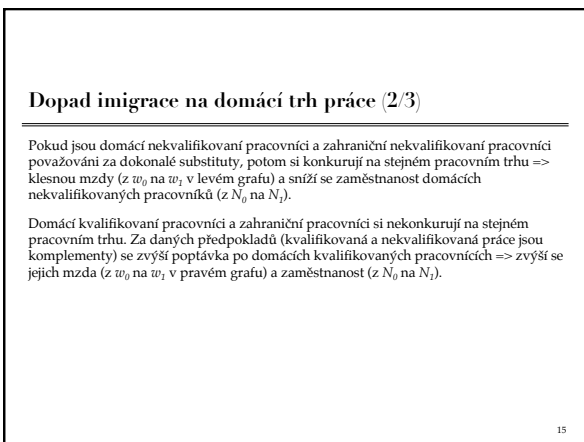 Dopad imigrace na domácí trh práce (2/3)
Pokud jsou domácí nekvalifikovaní pracovníci a zahraniční nekvalifikovaní pracovníci
považováni za dokonalé substituty, potom si konkurují na stejném pracovním trhu =>
klesnou mzdy (z w₀ na w₁ v levém grafu) a sníží se zaměstnanost domácích
nekvalifikovaných pracovníků (z N₀ na N₁).
Domácí kvalifikovaní pracovníci a zahraniční pracovníci si nekonkurují na stejném
pracovním trhu. Za daných předpokladů (kvalifikovaná a nekvalifikovaná práce jsou
komplementy) se zvýší poptávka po domácích kvalifikovaných pracovnících => zvýší se
jejich mzda (z w₀ na w₁ v pravém grafu) a zaměstnanost (z N₀ na N₁).
15